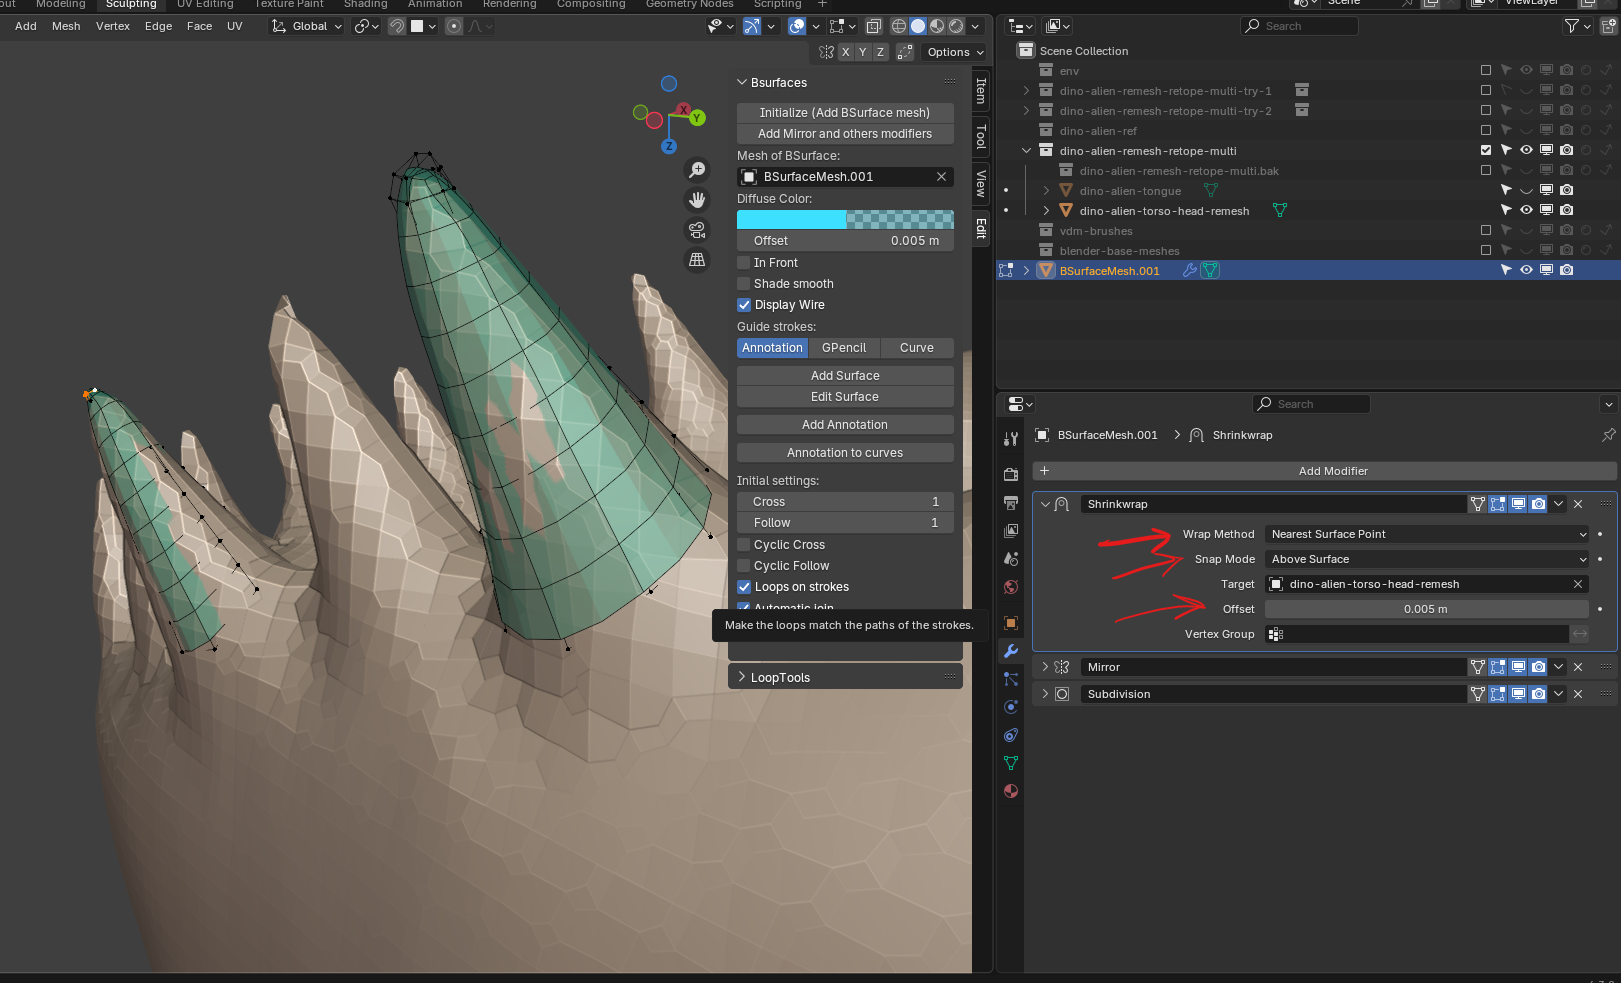 out Modeling Sculpting UV Editing Texture Paint Shading Animation Rendering Compositing Geometry Nodes Scripting + Scene ViewLayer
Add Mesh Vertex Edge Face UV Global
Search
X Y Z Options
Bsurfaces
Initialize (Add BSurface mesh)
Add Mirror and others modifiers
Mesh of BSurface:
BSurfaceMesh.001
Diffuse Color:
Offset 0.005 m
In Front
Shade smooth
Display Wire
Guide strokes:
Annotation GPencil Curve
Add Surface
Edit Surface
Add Annotation
Annotation to curves
Initial settings:
Cross 1
Follow 1
Cyclic Cross
Cyclic Follow
Loops on strokes
Automatic join
Make the loops match the paths of the strokes.
LoopTools
Item
Tool
View
Edit
X
Y
Z
Scene Collection
env
dino-alien-remesh-retope-multi-try-1
dino-alien-remesh-retope-multi-try-2
dino-alien-ref
dino-alien-remesh-retope-multi
dino-alien-remesh-retope-multi.bak
dino-alien-tongue
dino-alien-torso-head-remesh
vdm-brushes
blender-base-meshes
BSurfaceMesh.001
Search
BSurfaceMesh.001 > Shrinkwrap
+ Add Modifier
Shrinkwrap
Wrap Method Nearest Surface Point
Snap Mode Above Surface
Target dino-alien-torso-head-remesh
Offset 0.005 m
Vertex Group
Mirror
Subdivision